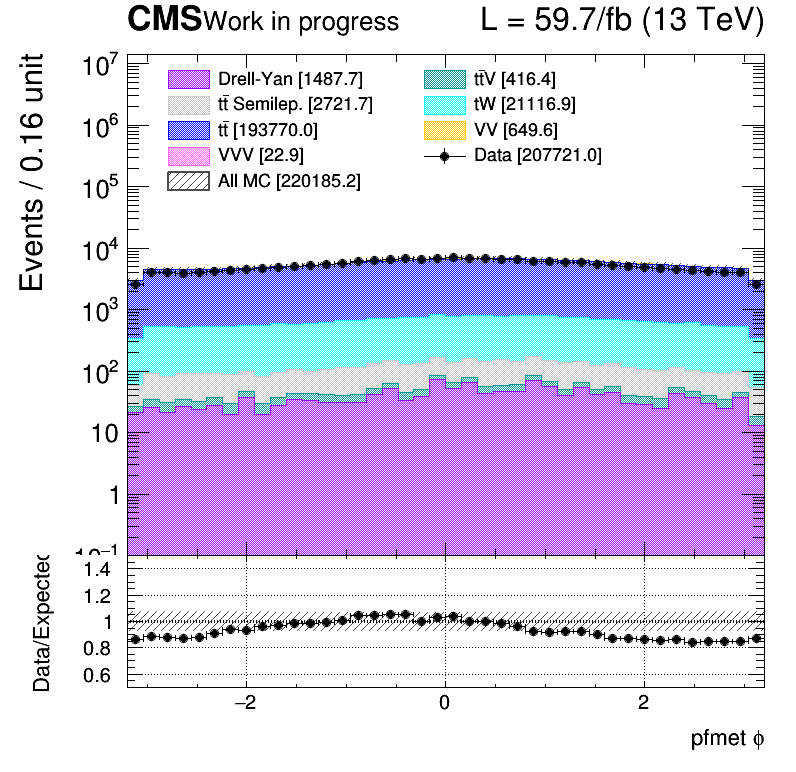 CMS Work in progress L = 59.7/fb (13 TeV)
Events / 0.16 unit
10⁷
10⁶
10⁵
10⁴
10³
10²
10
1
10⁻¹
Drell-Yan [1487.7]
tt̄ Semilep. [2721.7]
tt̄ [193770.0]
VVV [22.9]
All MC [220185.2]
tt̄V [416.4]
tW [21116.9]
VV [649.6]
Data [207721.0]
Data/Expected
1.4
1.2
1
0.8
0.6
−2 0 2
pfmet ϕ